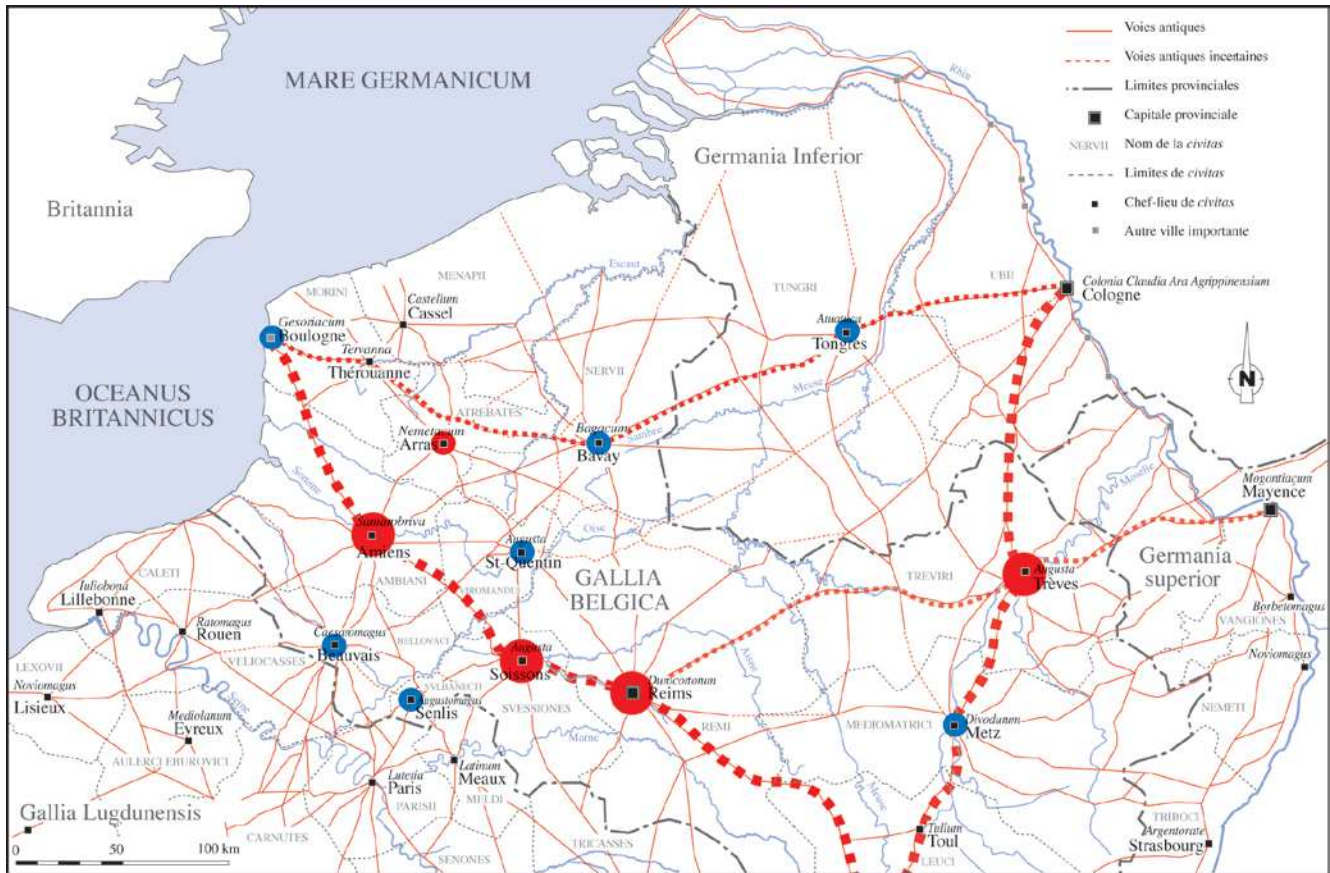 MARE GERMANICUM
Britannia
OCEANUS
BRITANNICUS
Germania Inferior
GALLIA
BELGICA
Germania
superior
Gallia Lugdunensis
Voies antiques
Voies antiques incertaines
Limites provinciales
Capitale provinciale
NERVII
Nom de la civitas
Limites de civitas
Chef-lieu de civitas
Autre ville importante
N
Rhin
MENAPII
MORINI
Escaut
TUNGRI
UBII
Colonia Claudia Ara Agrippinensium
Cologne
Castellum
Cassel
Gesoriacum
Boulogne
Tervanna
Thérouanne
Atuatuca
Tongres
NERVII
Meuse
ATREBATES
Nemetacum
Arras
Bagacum
Bavay
Sambre
Somme
Moselle
Mogontiacum
Mayence
Samarobriva
Amiens
Oise
Augusta
St-Quentin
CALETI
AMBIANI
VIROMANDUI
TREVIRI
Augusta
Trèves
Iuliobona
Lillebonne
Ratomagus
Rouen
Caesaromagus
Beauvais
BELLOVACI
Borbetomagus
VANGIONES
LEXOVII
VELIOCASSES
Augusta
Soissons
Aisne
Noviomagus
Noviomagus
Lisieux
Seine
SULBANECTI
Augustomagus
Senlis
SVESSIONES
Durocortorum
Reims
REMI
MEDIOMATRICI
Divodurum
Metz
NEMETI
Mediolanum
Evreux
Marne
AULERCI EBUROVICI
Lutetia
Paris
Latinum
Meaux
PARISII
MELDI
Meuse
Tullum
Toul
LEUCI
TRIBOCI
Argentorate
Strasbourg
CARNUTES
SENONES
TRICASSES
0 50 100 km